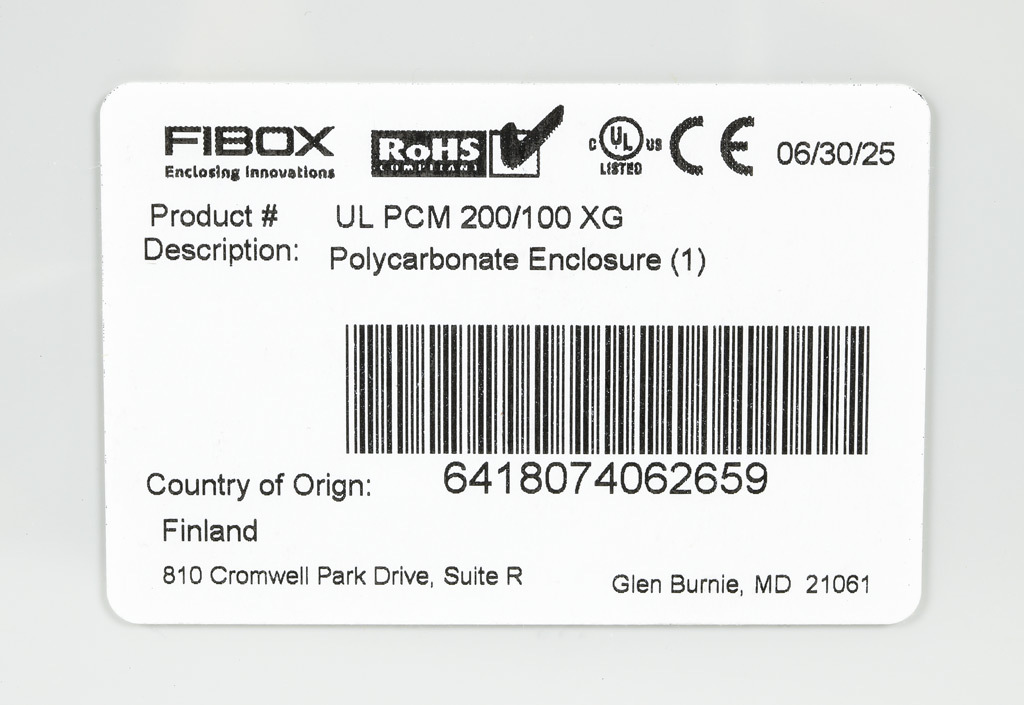 FIBOX
Enclosing Innovations
RoHS
COMPLIANT
C UL US
LISTED
CE
06/30/25
Product # UL PCM 200/100 XG
Description: Polycarbonate Enclosure (1)
6418074062659
Country of Orign:
Finland
810 Cromwell Park Drive, Suite R Glen Burnie, MD 21061